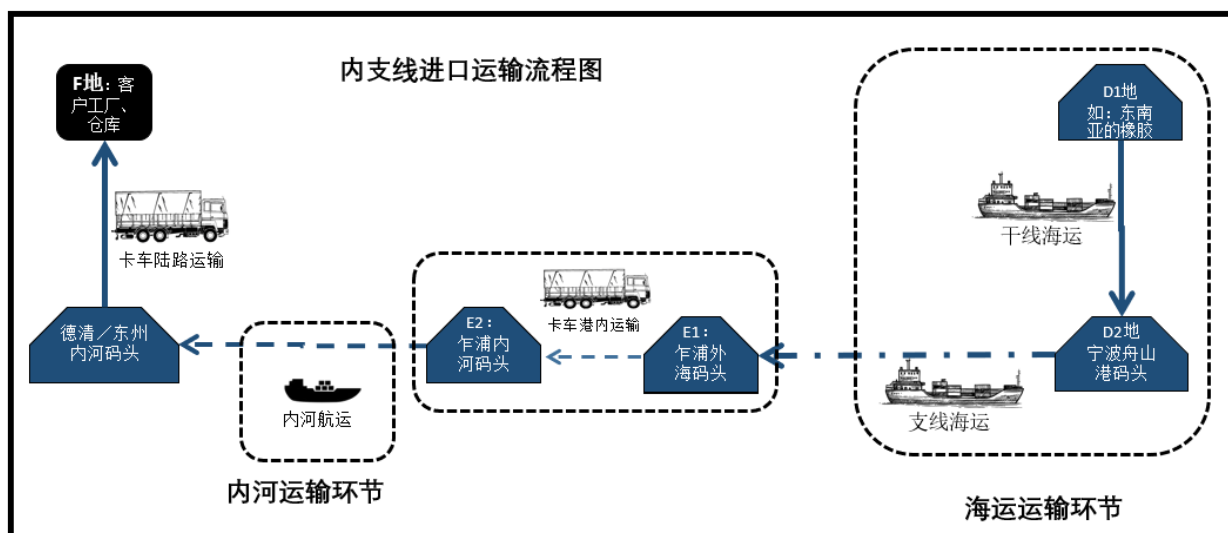 内支线进口运输流程图
F地：客
户工厂、
仓库
D1地
如：东南
亚的橡胶
干线海运
卡车陆路运输
卡车港内运输
德清／东州
内河码头
E2：
乍浦内
河码头
E1：
乍浦外
海码头
D2地
宁波舟山
港码头
内河航运
支线海运
内河运输环节
海运运输环节